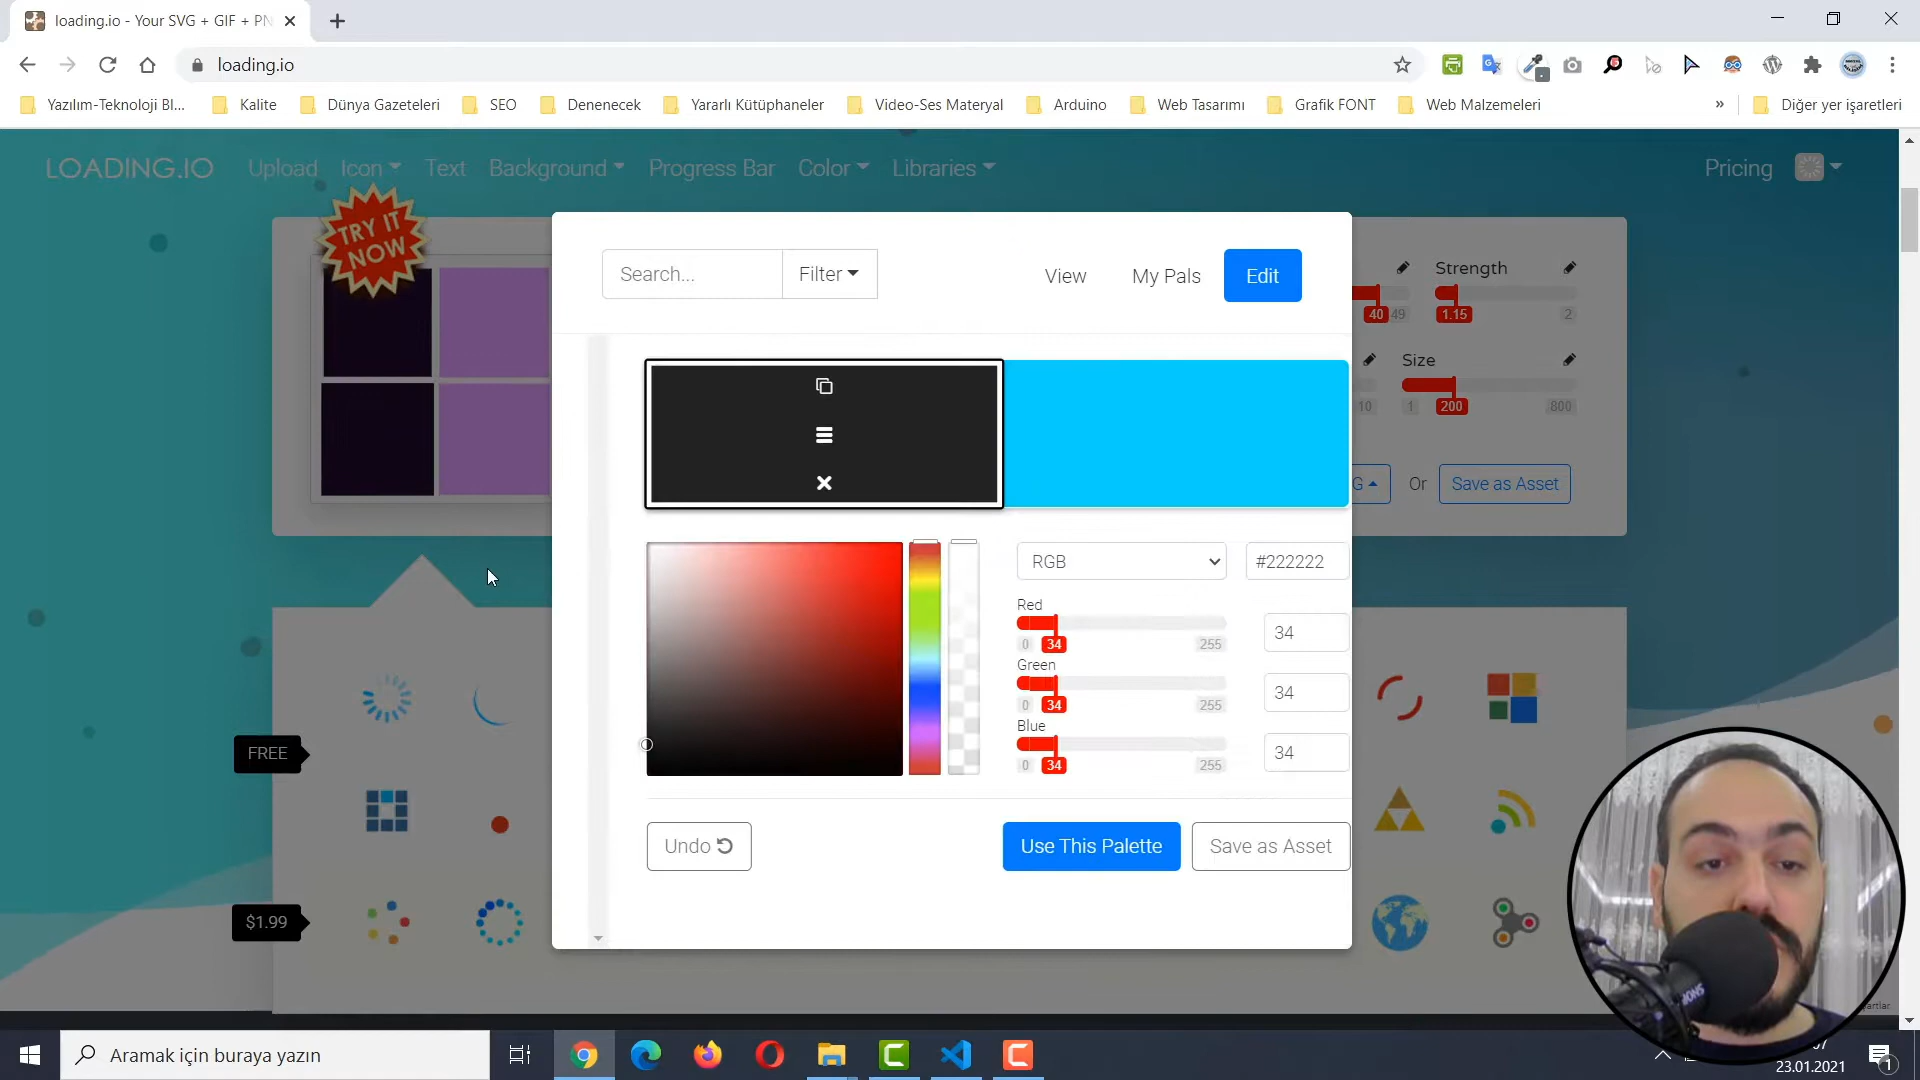 loading.io - Your SVG + GIF + PN
loading.io
Yazılım-Teknoloji Bl...
Kalite
Dünya Gazeteleri
SEO
Denenecek
Yararlı Kütüphaneler
Video-Ses Materyal
Arduino
Web Tasarımı
Grafik FONT
Web Malzemeleri
»
Diğer yer işaretleri
LOADING.IO
Upload
Icon
Text
Background
Progress Bar
Color
Libraries
Pricing
TRY IT
NOW
Search...
Filter
View
My Pals
Edit
Strength
40 49
1.15
2
Size
10
1
200
800
G
Or
Save as Asset
RGB
#222222
Red
0 34 255
34
Green
0 34 255
34
Blue
0 34 255
34
Undo
Use This Palette
Save as Asset
FREE
$1.99
Aramak için buraya yazın
23.01.2021
1